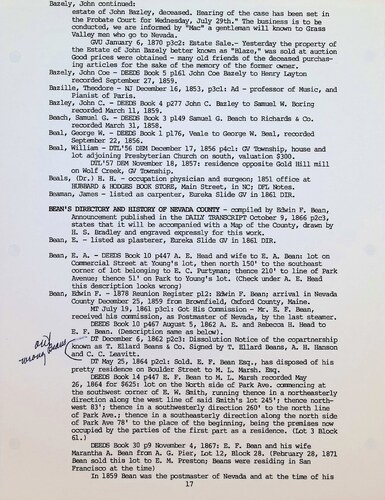 Bazely, John continued:
estate of John Bazely, deceased. Hearing of the case has been set in
the Probate Court for Wednesday, July 29th." The business is to be
conducted, we are informed by "Mac" a gentleman will known to Grass
Valley men who go to Nevada.
GVU January 6, 1870 p3c2: Estate Sale.- Yesterday the property
of the Estate of John Bazely better known as "Blaze, was sold at auction
Good prices were obtained - many old friends of the deceased purchas-
ing articles for the sake of the memory of the former owner.
Bazely, John Coe - DEEDS Book 5 p161 John Coe Bazely to Henry Layton
recorded September 27, 1859.
Bazille, Theodore - NJ December 16, 1853, p3c1: Ad - professor of Music, and
Pianist of Paris.
Bazley, John C. - DEEDS Book 4 p277 John C. Bazley to Samuel W. Boring
recorded March 11, 1859.
Beach, Samuel G. - DEEDS Book 3 p149 Samuel G. Beach to Richards & Co.
recorded March 31, 1858.
Beal, George W. - DEEDS Book 1 p76, Veale to George W. Beal, recorded
September 22, 1856.
Beal, William - DTL'56 DEM December 17, 1856 p4c1: GV Township, house and
lot adjoining Presbyterian Church on south, valuation $300.
DTL'57 DEM November 18, 1857: residence opposite Gold Hill mill
on Wolf Creek, GV Township.
Beals, (Dr.) H. H. - occupation physician and surgeon; 1851 office at
HUBBARD & HODGES BOOK STORE, Main Street, in NC; DFL Notes.
Beaman, James - listed as carpenter, Eureka Slide GV in 1861 DIR.
BEAN'S DIRECTORY AND HISTORY OF NEVADA COUNTY - compiled by Edwin F. Bean,
Announcement published in the DAILY TRANSCRIPT October 9, 1866 p2c3,
states that it will be accompanied with a Map of the County, drawn by
H. S. Bradley and engraved expressly for this work.
Bean, E. - listed as plasterer, Eureka Slide GV in 1861 DIR.
Bean, E. A. - DEEDS Book 10 p447 A. E. Head and wife to E. A. Bean: lot on
Commercial Street at Young's lot, then north 150' to the southeast
corner of lot belonging to E. C. Purtyman; thence 210' to line of Park
Avenue; thence 51' on Park to Young's lot. (Check under A. E. Head
this description looks wrong)
Bean, Edwin F. - 1878 Reunion Register p12: Edwin F. Bean; arrival in Nevada
County December 25, 1859 from Brownfield, Oxford County, Maine.
MT July 19, 1861 p3c1: Got His Commission - Mr. E. F. Bean,
received his commission, as Postmaster of Nevada, by the last steamer.
DEEDS Book 10 p467 August 5, 1862 A. E. and Rebecca H. Head to
E. F. Bean. (Description name as below).
DT December 6, 1862 p2c3: Dissolution Notice of the copartnership
known as T. Ellard Beans & Co. Signed by T. Ellard Beans, A. H. Hanson
and C. C. Leavitt.
DT May 25, 1864 p2c1: Sold. E. F. Bean Esq., has disposed of his
pretty residence on Boulder Street to M. L. Marsh, Esq.
DEEDS Book 14 p447 E. F. Bean to M. L. Marsh recorded May
26, 1864 for $625: lot on the North side of Park Ave. commencing at
the southwest corner of E. W. Smith, running thence in a northeasterly
direction along the west line of said Smith's lot 245'; thence north-
west 83'; thence in a southwesterly direction 260' to the north line of
Park Ave.; thence in a southeasterly direction along the north side
of Park Ave 78' to the place of the beginning, being the premises now
occupied by the parties of the first part as a residence. (Lot 3 Block
61.)
DEEDS Book 30 p9 November 4, 1867: E. F. Bean and his wife
Marantha A. Bean from A. G. Pier, Lot 12, Block 28. (February 28, 1871
Bean sold this lot to E. M. Preston; Beans were residing in San
Francisco at the time)
In 1859 Bean was the postmaster of Nevada and at the time of his
17
wrong Bean